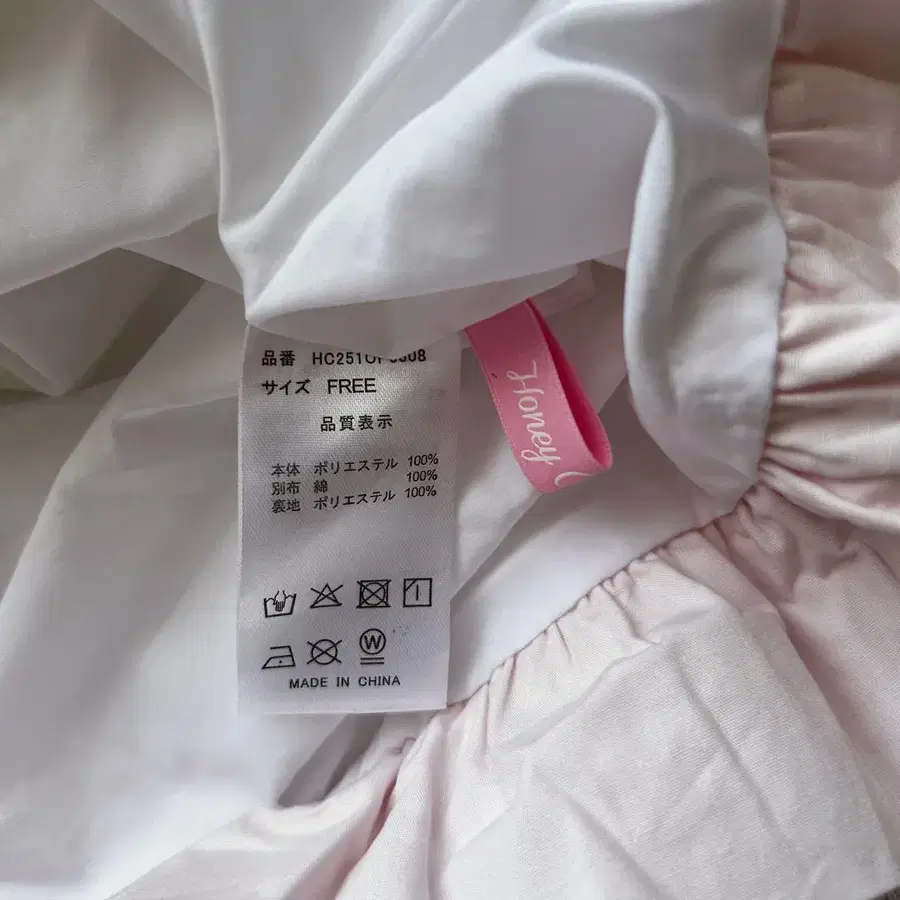 品番
サイズ FREE
品質表示
本体 ポリエステル 100%
別布 綿 100%
裏地 ポリエステル 100%
W
MADE IN CHINA
Honey